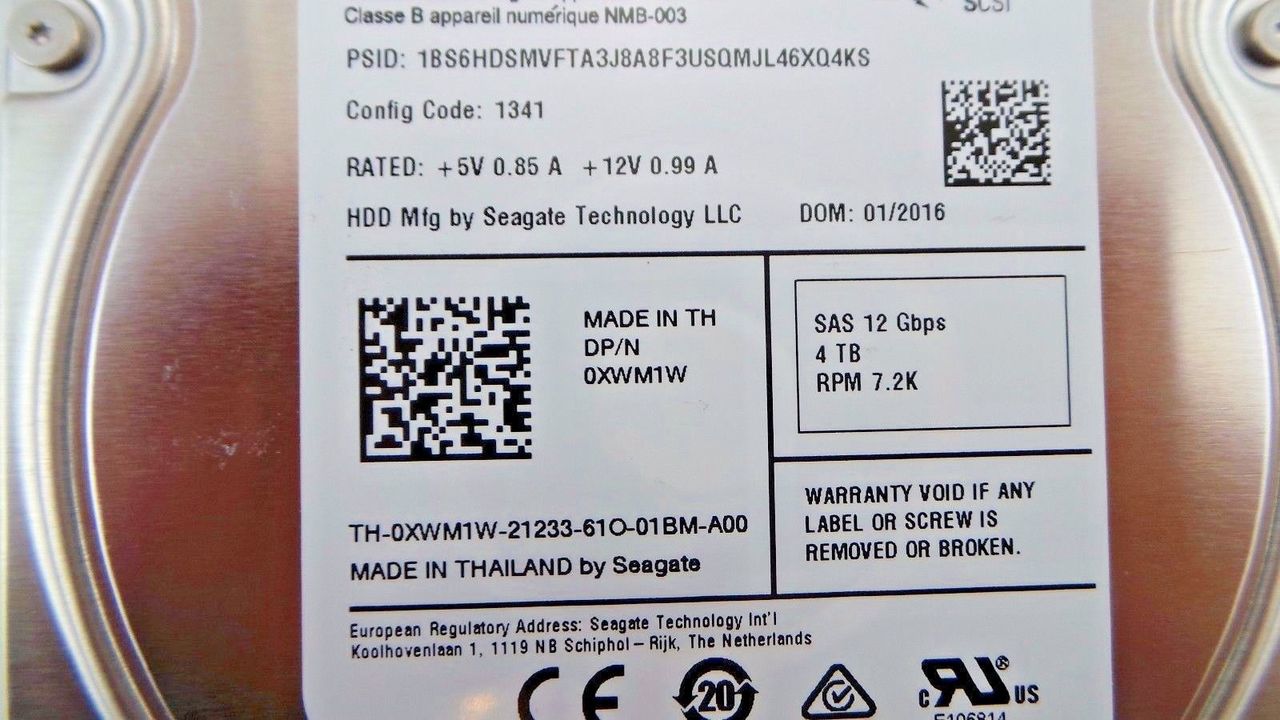 Classe B appareil numérique NMB-003
SCSI
PSID: 1BS6HDSMVFTA3J8A8F3USQMJL46XQ4KS
Config Code: 1341
RATED: +5V 0.85 A +12V 0.99 A
HDD Mfg by Seagate Technology LLC DOM: 01/2016
MADE IN TH
DP/N
0XWM1W
SAS 12 Gbps
4 TB
RPM 7.2K
TH-0XWM1W-21233-61O-01BM-A00
MADE IN THAILAND by Seagate
WARRANTY VOID IF ANY
LABEL OR SCREW IS
REMOVED OR BROKEN.
European Regulatory Address: Seagate Technology Int'l
Koolhovenlaan 1, 1119 NB Schiphol – Rijk, The Netherlands
CE 20 c RU ® US
E106814